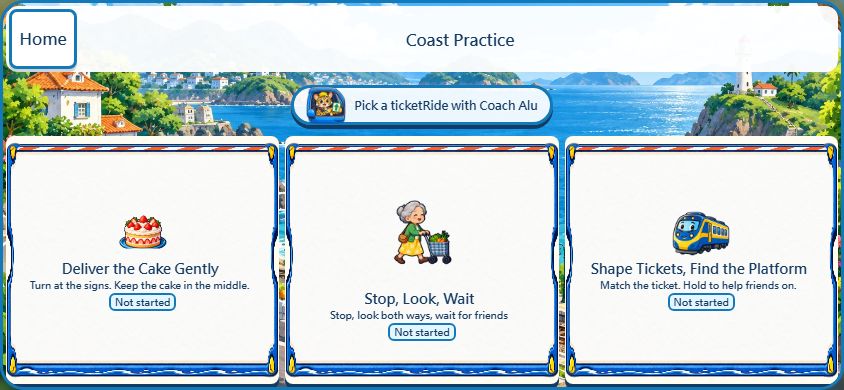 Home
Coast Practice
Pick a ticketRide with Coach Alu
Deliver the Cake Gently
Turn at the signs. Keep the cake in the middle.
Not started
Stop, Look, Wait
Stop, look both ways, wait for friends
Not started
Shape Tickets, Find the Platform
Match the ticket. Hold to help friends on.
Not started